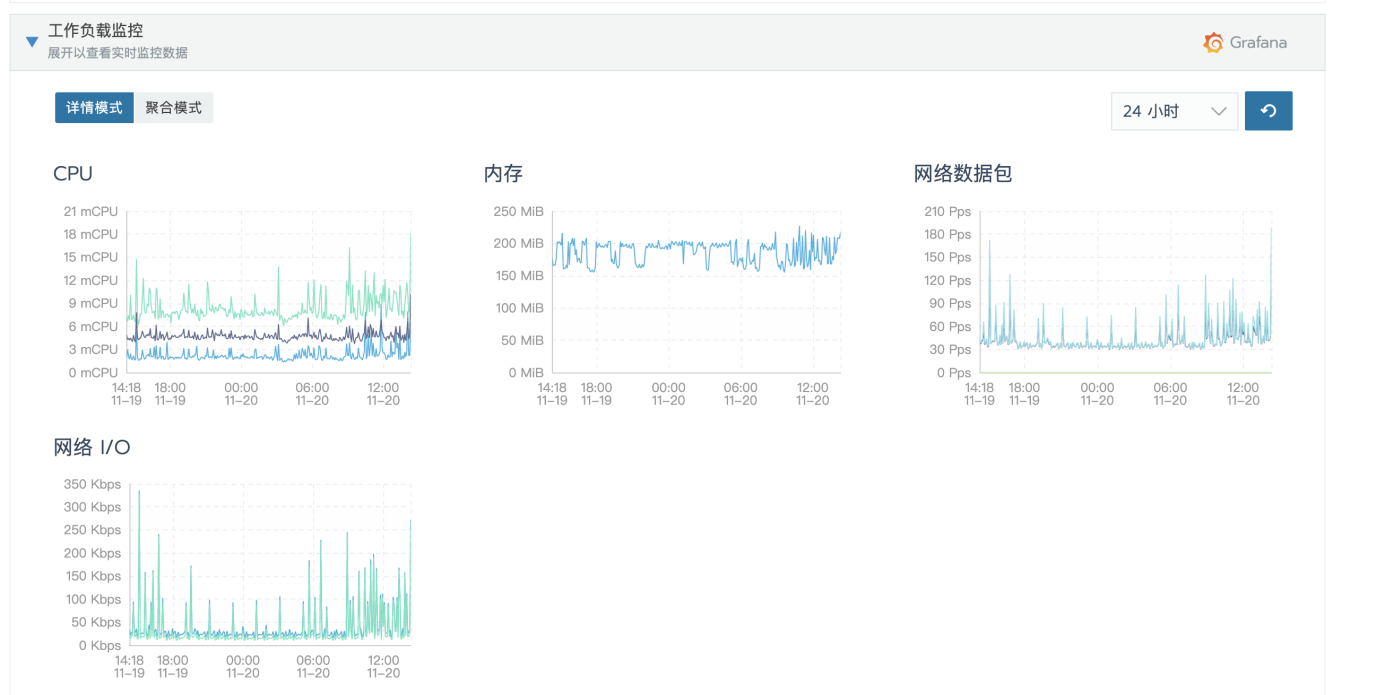 工作负载监控
展开以查看实时监控数据
Grafana
详情模式 聚合模式
24 小时
CPU
21 mCPU
18 mCPU
15 mCPU
12 mCPU
9 mCPU
6 mCPU
3 mCPU
0 mCPU
14:18 18:00 00:00 06:00 12:00
11-19 11-19 11-20 11-20 11-20
内存
250 MiB
200 MiB
150 MiB
100 MiB
50 MiB
0 MiB
14:18 18:00 00:00 06:00 12:00
11-19 11-19 11-20 11-20 11-20
网络数据包
210 Pps
180 Pps
150 Pps
120 Pps
90 Pps
60 Pps
30 Pps
0 Pps
14:18 18:00 00:00 06:00 12:00
11-19 11-19 11-20 11-20 11-20
网络 I/O
350 Kbps
300 Kbps
250 Kbps
200 Kbps
150 Kbps
100 Kbps
50 Kbps
0 Kbps
14:18 18:00 00:00 06:00 12:00
11-19 11-19 11-20 11-20 11-20